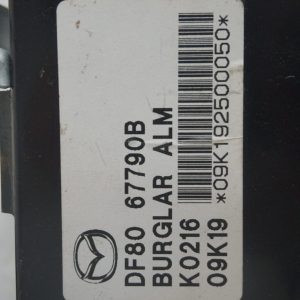 DF80 67790B
BURGLAR ALM
K0216
09K19
*09K192500050*